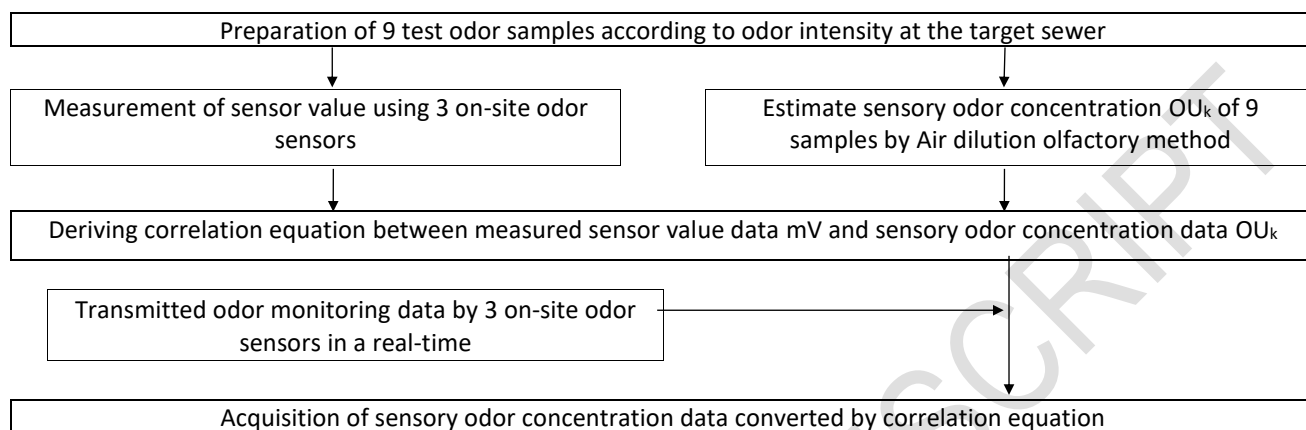 Preparation of 9 test odor samples according to odor intensity at the target sewer
Measurement of sensor value using 3 on-site odor
sensors
Estimate sensory odor concentration OUₖ of 9
samples by Air dilution olfactory method
Deriving correlation equation between measured sensor value data mV and sensory odor concentration data OUₖ
Transmitted odor monitoring data by 3 on-site odor
sensors in a real-time
Acquisition of sensory odor concentration data converted by correlation equation
SCRIPT